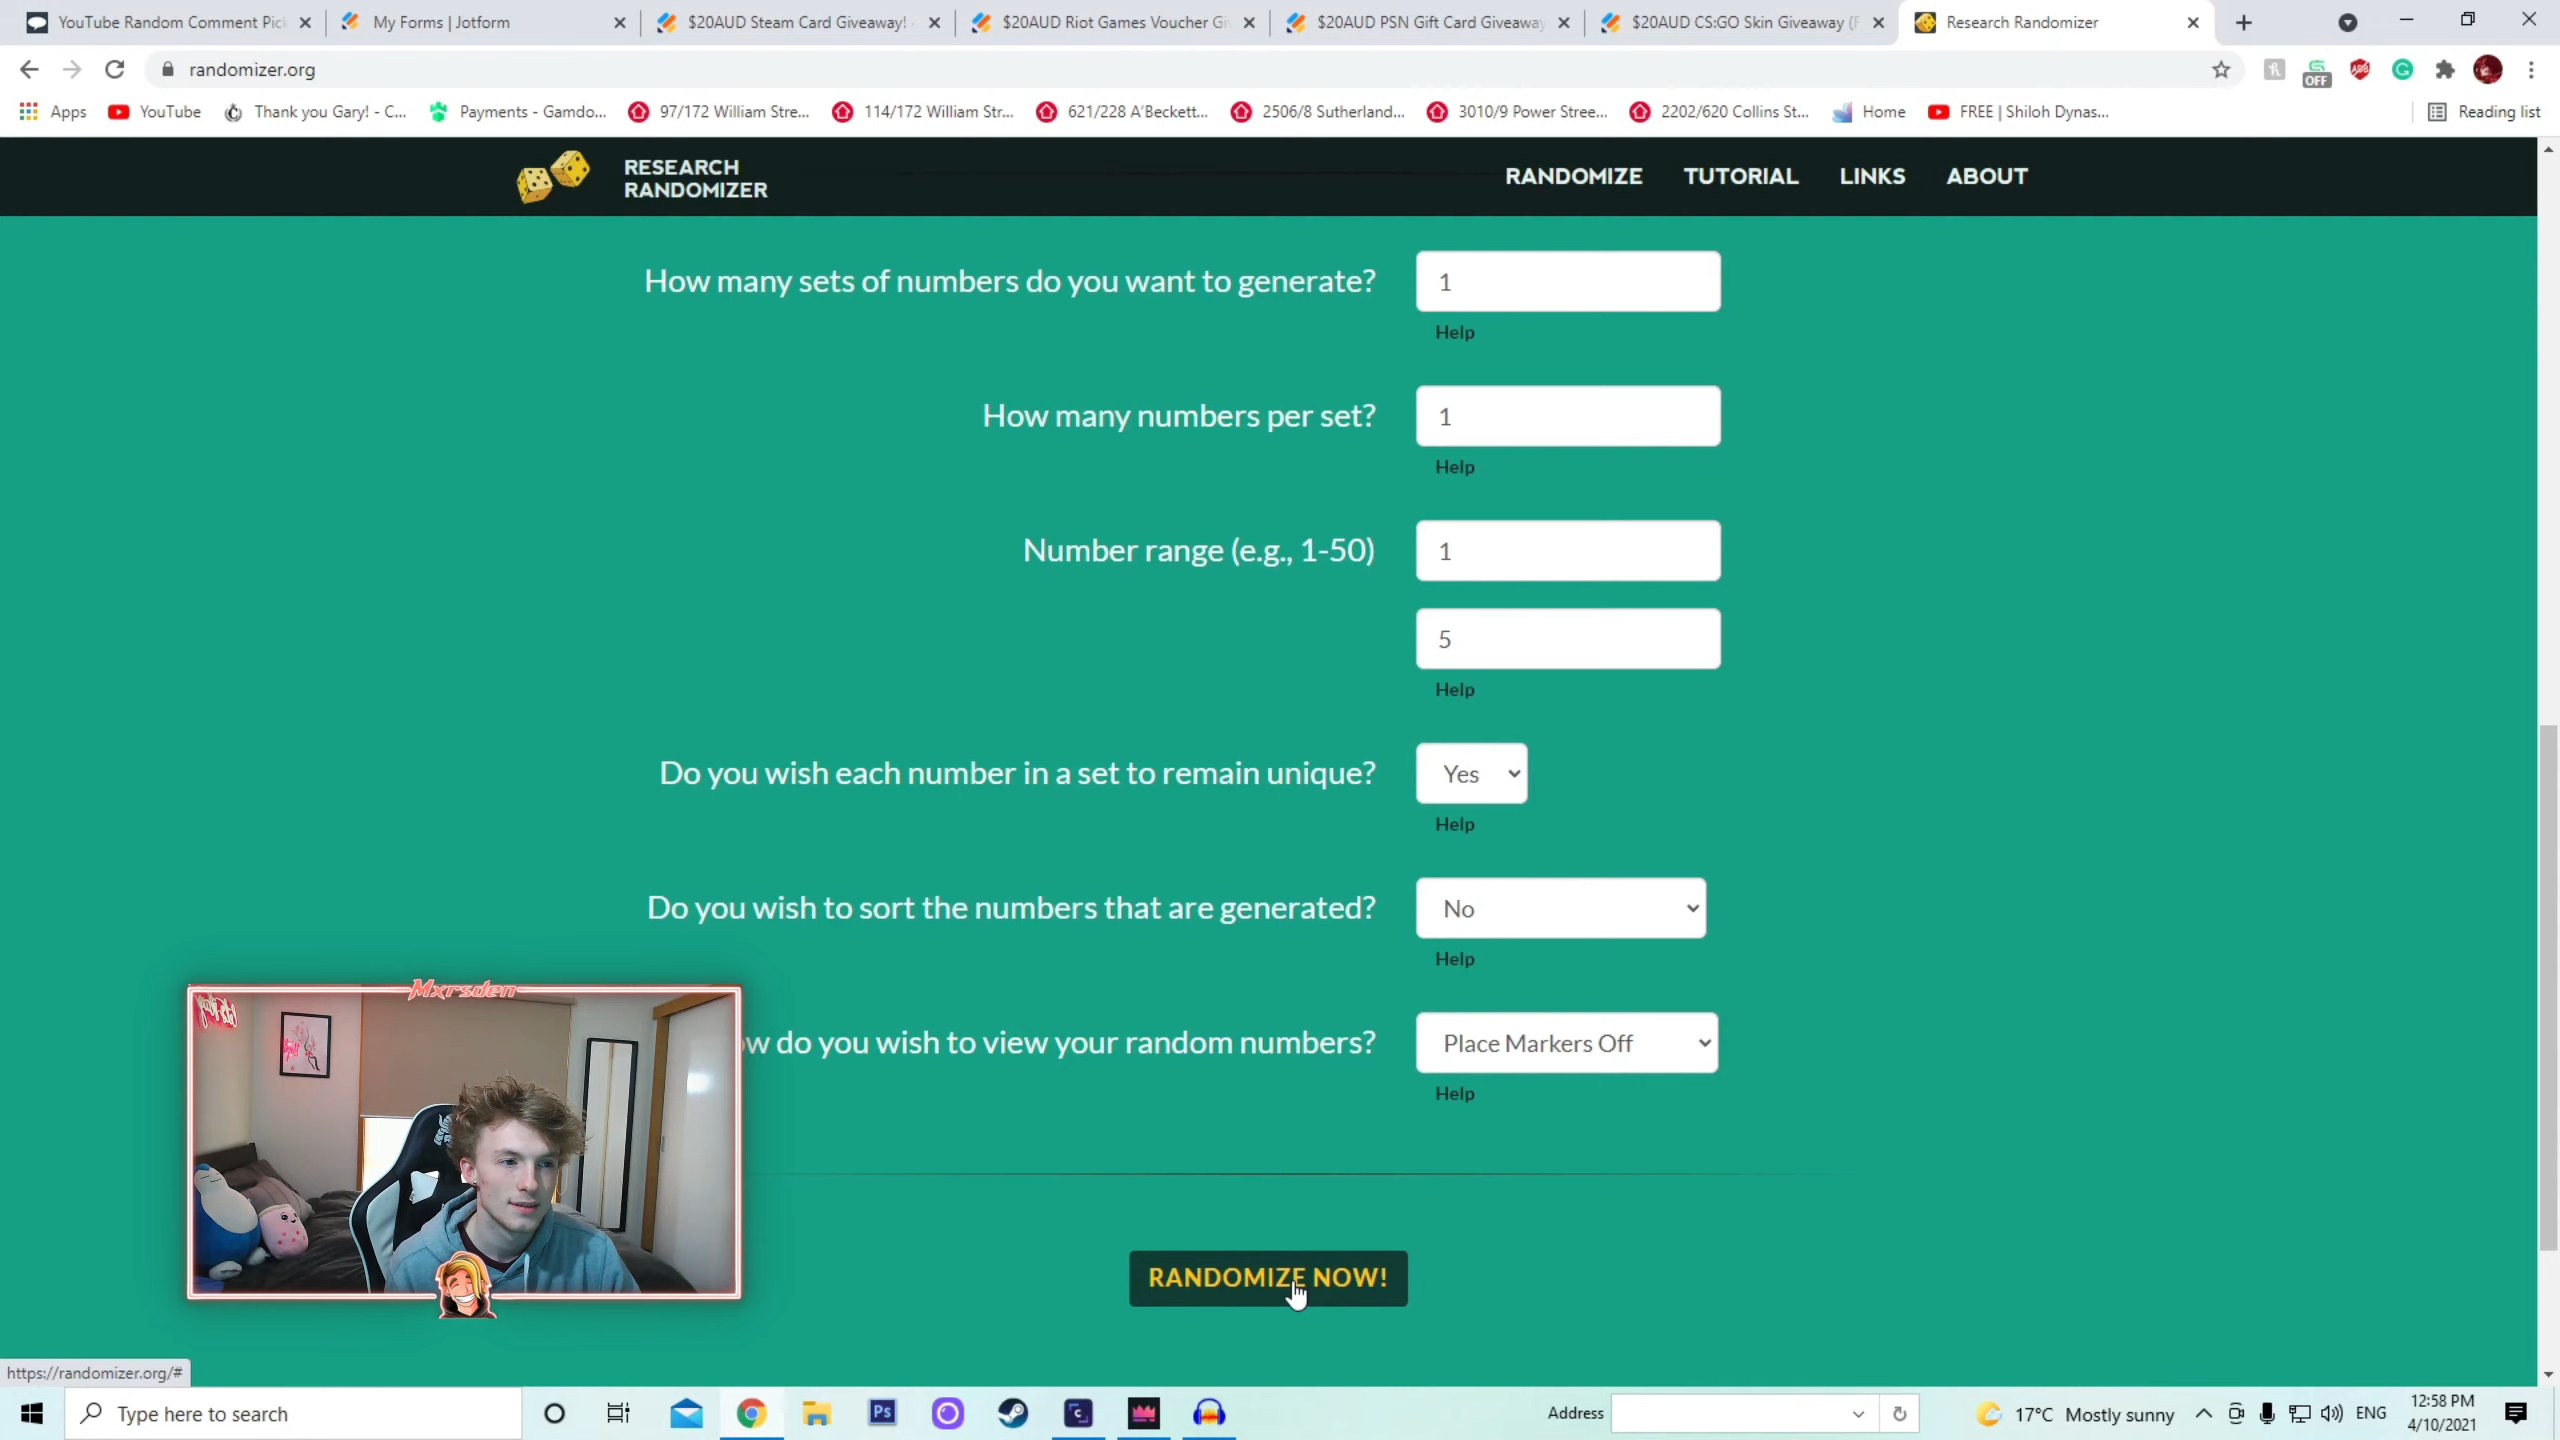 YouTube Random Comment Pic
My Forms | Jotform
$20AUD Steam Card Giveaway!
$20AUD Riot Games Voucher Gi
$20AUD PSN Gift Card Giveaway
$20AUD CS:GO Skin Giveaway (F
Research Randomizer
randomizer.org
OFF
Apps
YouTube
Thank you Gary! - C...
Payments - Gamdo...
97/172 William Stre...
114/172 William Str...
621/228 A'Beckett...
2506/8 Sutherland...
3010/9 Power Stree...
2202/620 Collins St...
Home
FREE | Shiloh Dynas...
Reading list
RESEARCH
RANDOMIZER
RANDOMIZE
TUTORIAL
LINKS
ABOUT
How many sets of numbers do you want to generate?
1
Help
How many numbers per set?
1
Help
Number range (e.g., 1-50)
1
5
Help
Do you wish each number in a set to remain unique?
Yes
Help
Do you wish to sort the numbers that are generated?
No
Help
Mxrsden
do you wish to view your random numbers?
Place Markers Off
Help
RANDOMIZE NOW!
https://randomizer.org/#
Type here to search
Ps
Address
17°C Mostly sunny
ENG
12:58 PM
4/10/2021